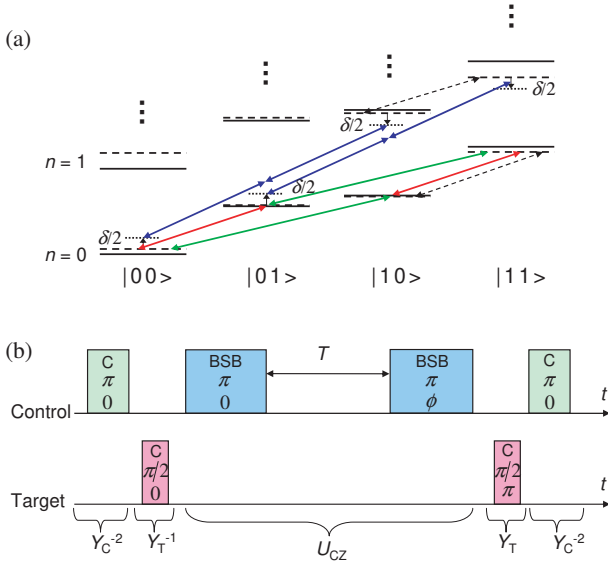 (a)
δ/2
δ/2
n = 1
δ/2
δ/2
n = 0
|00>
|01>
|10>
|11>
(b)
C
π
0
BSB
π
0
T
BSB
π
ϕ
C
π
0
Control
t
C
π/2
0
C
π/2
π
Target
t
Y_C^-2
Y_T^-1
U_CZ
Y_T
Y_C^-2